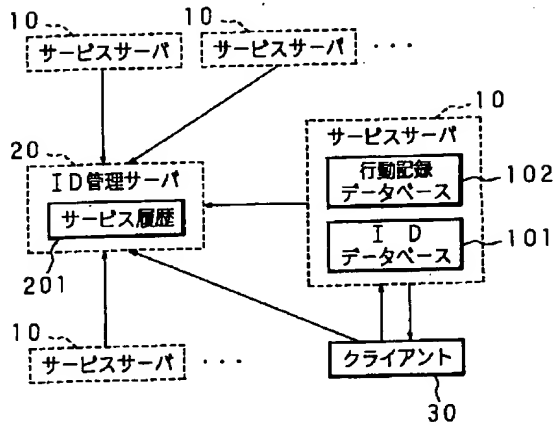 10
サービスサーバ
10
サービスサーバ
・・・
10
サービスサーバ
行動記録
データベース
102
I D
データベース
101
20
ID管理サーバ
サービス履歴
201
10
サービスサーバ
・・・
クライアント
30